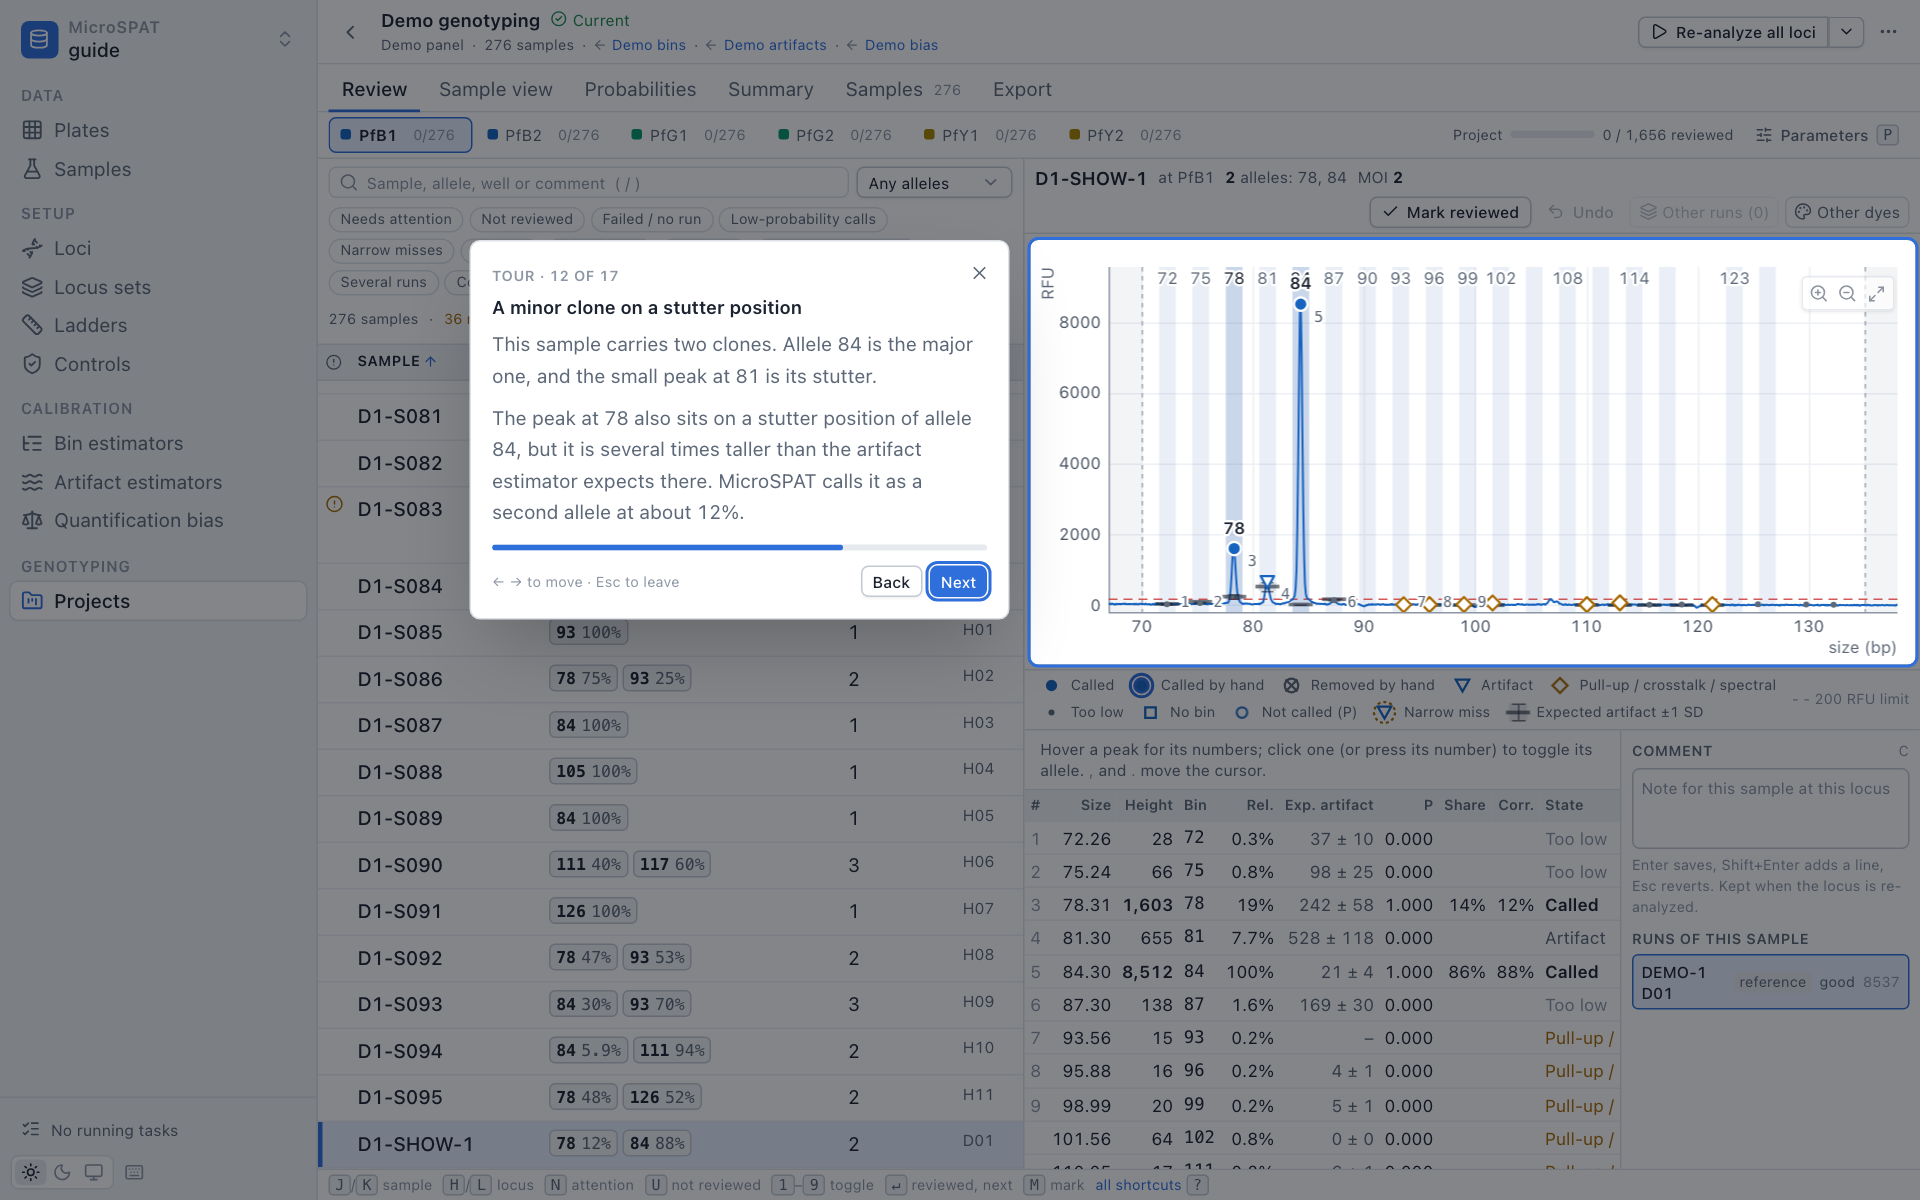 MicroSPAT
guide
DATA
Plates
Samples
SETUP
Loci
Locus sets
Ladders
Controls
CALIBRATION
Bin estimators
Artifact estimators
Quantification bias
GENOTYPING
Projects
No running tasks
Demo genotyping Current
Demo panel · 276 samples · ← Demo bins · ← Demo artifacts · ← Demo bias
Re-analyze all loci
Review Sample view Probabilities Summary Samples 276 Export
PfB1 0/276 PfB2 0/276 PfG1 0/276 PfG2 0/276 PfY1 0/276 PfY2 0/276
Project 0 / 1,656 reviewed Parameters P
Sample, allele, well or comment ( / )
Any alleles
Needs attention Not reviewed Failed / no run Low-probability calls
Narrow misses
Several runs
276 samples · 36
SAMPLE ↑
D1-S081
D1-S082
D1-S083
D1-S084
D1-S085 93 100% 1 H01
D1-S086 78 75% 93 25% 2 H02
D1-S087 84 100% 1 H03
D1-S088 105 100% 1 H04
D1-S089 84 100% 1 H05
D1-S090 111 40% 117 60% 3 H06
D1-S091 126 100% 1 H07
D1-S092 78 47% 93 53% 2 H08
D1-S093 84 30% 93 70% 3 H09
D1-S094 84 5.9% 111 94% 2 H10
D1-S095 78 48% 126 52% 2 H11
D1-SHOW-1 78 12% 84 88% 2 D01
J/K sample H/L locus N attention U not reviewed 1–9 toggle ↵ reviewed, next M mark all shortcuts ?
TOUR · 12 OF 17
A minor clone on a stutter position
This sample carries two clones. Allele 84 is the major
one, and the small peak at 81 is its stutter.
The peak at 78 also sits on a stutter position of allele
84, but it is several times taller than the artifact
estimator expects there. MicroSPAT calls it as a
second allele at about 12%.
← → to move · Esc to leave
Back Next
D1-SHOW-1 at PfB1 2 alleles: 78, 84 MOI 2
Mark reviewed Undo Other runs (0) Other dyes
RFU
72 75 78 81 84 87 90 93 96 99 102 108 114 123
8000
6000
4000
2000
0
78
1 2 3 4 5 6 7 8 9
70 80 90 100 110 120 130
size (bp)
Called Called by hand Removed by hand Artifact Pull-up / crosstalk / spectral
Too low No bin Not called (P) Narrow miss Expected artifact ±1 SD
- - 200 RFU limit
Hover a peak for its numbers; click one (or press its number) to toggle its
allele. , and . move the cursor.
# Size Height Bin Rel. Exp. artifact P Share Corr. State
1 72.26 28 72 0.3% 37 ± 10 0.000 Too low
2 75.24 66 75 0.8% 98 ± 25 0.000 Too low
3 78.31 1,603 78 19% 242 ± 58 1.000 14% 12% Called
4 81.30 655 81 7.7% 528 ± 118 0.000 Artifact
5 84.30 8,512 84 100% 21 ± 4 1.000 86% 88% Called
6 87.30 138 87 1.6% 169 ± 30 0.000 Too low
7 93.56 15 93 0.2% – 0.000 Pull-up /
8 95.88 16 96 0.2% 4 ± 1 0.000 Pull-up /
9 98.99 20 99 0.2% 5 ± 1 0.000 Pull-up /
101.56 64 102 0.8% 0 ± 0 0.000 Pull-up /
COMMENT C
Note for this sample at this locus
Enter saves, Shift+Enter adds a line,
Esc reverts. Kept when the locus is re-
analyzed.
RUNS OF THIS SAMPLE
DEMO-1
D01
reference good 8537